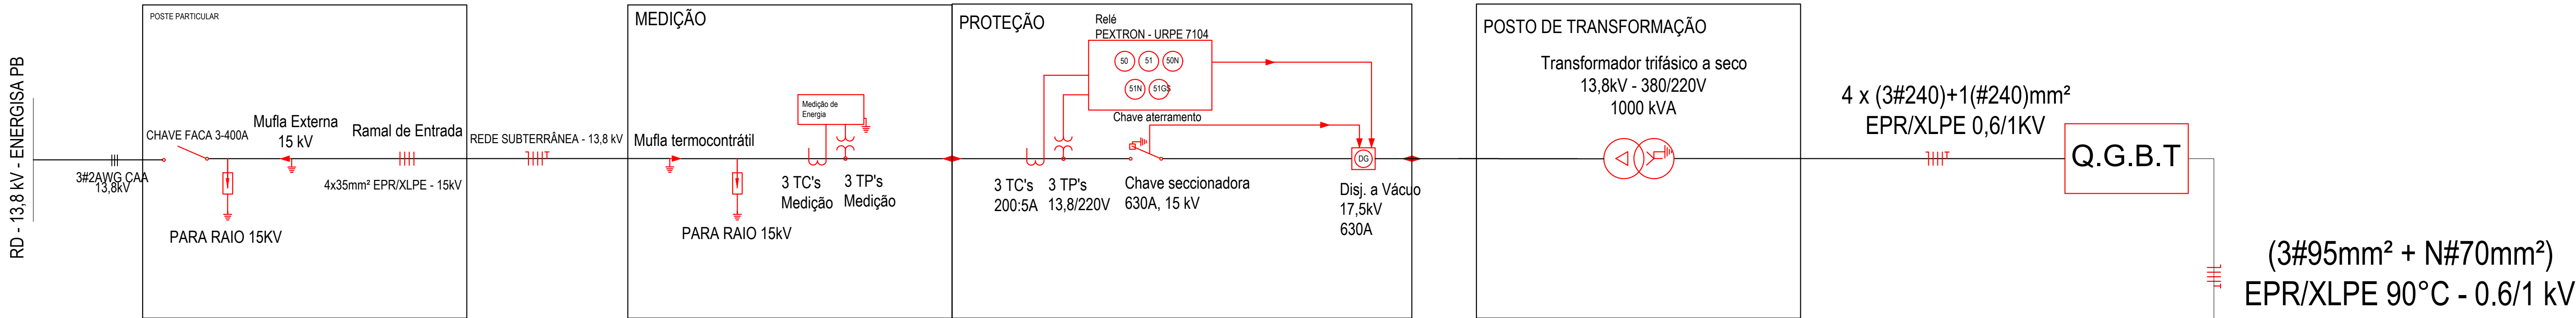 RD - 13,8 kV - ENERGISA PB
3#2AWG CAA
13,8kV
POSTE PARTICULAR
CHAVE FACA 3-400A
Mufla Externa
15 kV
Ramal de Entrada
4x35mm² EPR/XLPE - 15kV
PARA RAIO 15KV
REDE SUBTERRÂNEA - 13,8 kV
MEDIÇÃO
Mufla termocontrátil
Medição de
Energia
3 TC's
Medição
3 TP's
Medição
PARA RAIO 15kV
PROTEÇÃO
Relé
PEXTRON - URPE 7104
50
51
50N
51N
51GS
Chave aterramento
3 TC's
200:5A
3 TP's
13,8/220V
Chave seccionadora
630A, 15 kV
DG
Disj. a Vácuo
17,5kV
630A
POSTO DE TRANSFORMAÇÃO
Transformador trifásico a seco
13,8kV - 380/220V
1000 kVA
4 x (3#240)+1(#240)mm²
EPR/XLPE 0,6/1KV
Q.G.B.T
(3#95mm² + N#70mm²)
EPR/XLPE 90°C - 0.6/1 kV